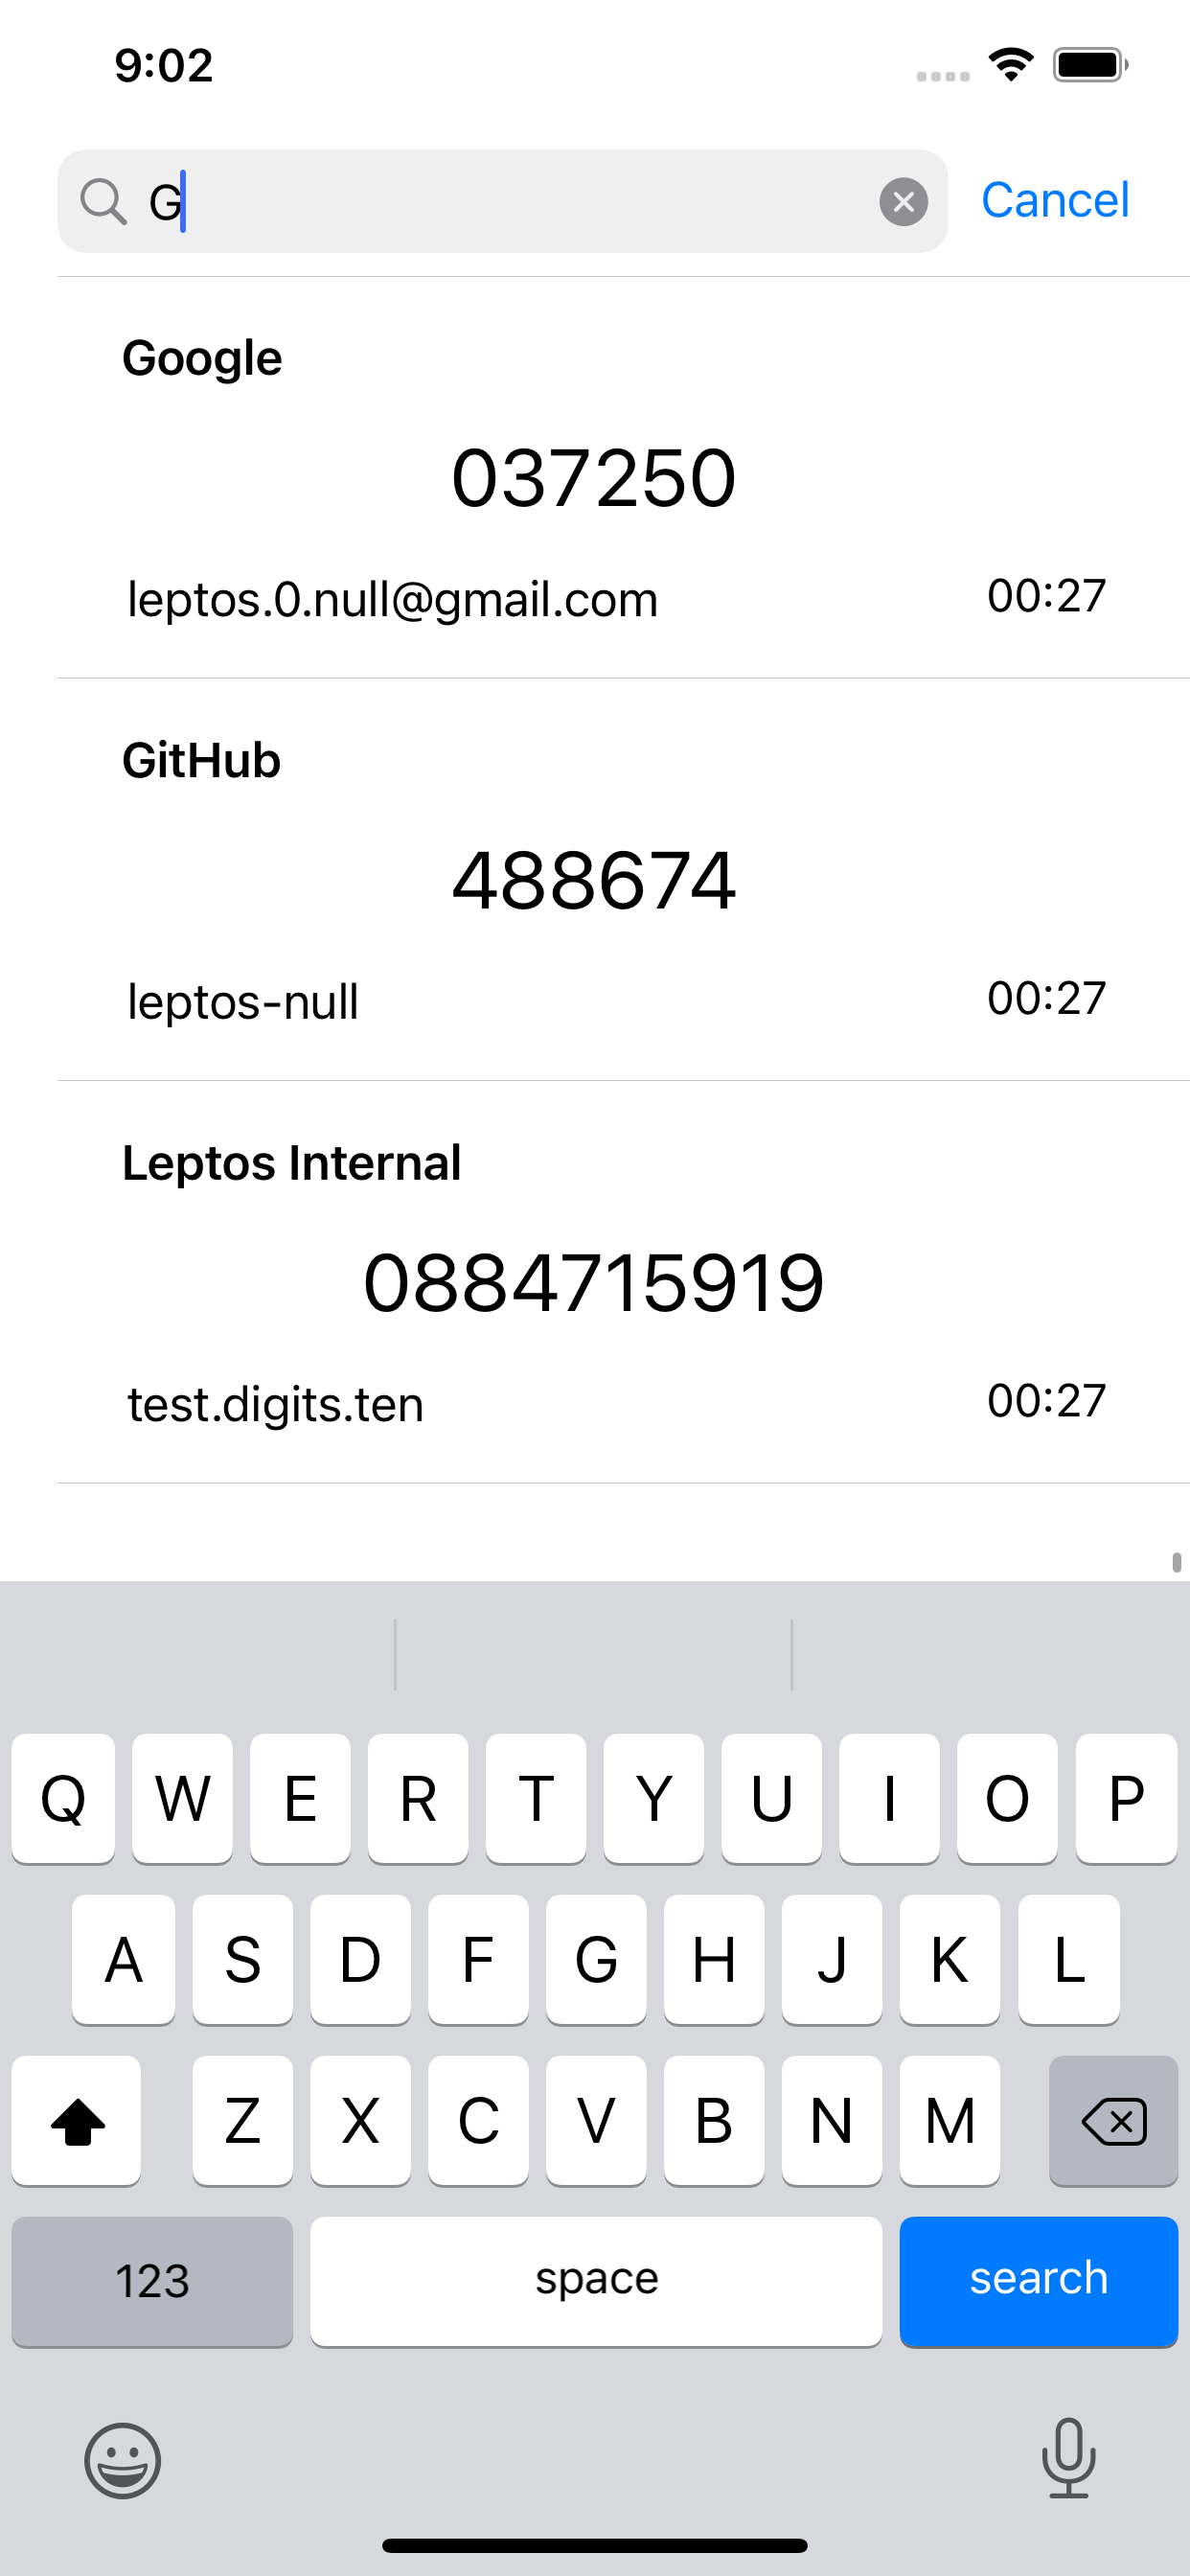 9:02
G
Cancel
Google
037250
leptos.0.null@gmail.com 00:27
GitHub
488674
leptos-null 00:27
Leptos Internal
0884715919
test.digits.ten 00:27
Q W E R T Y U I O P
A S D F G H J K L
Z X C V B N M
123 space search